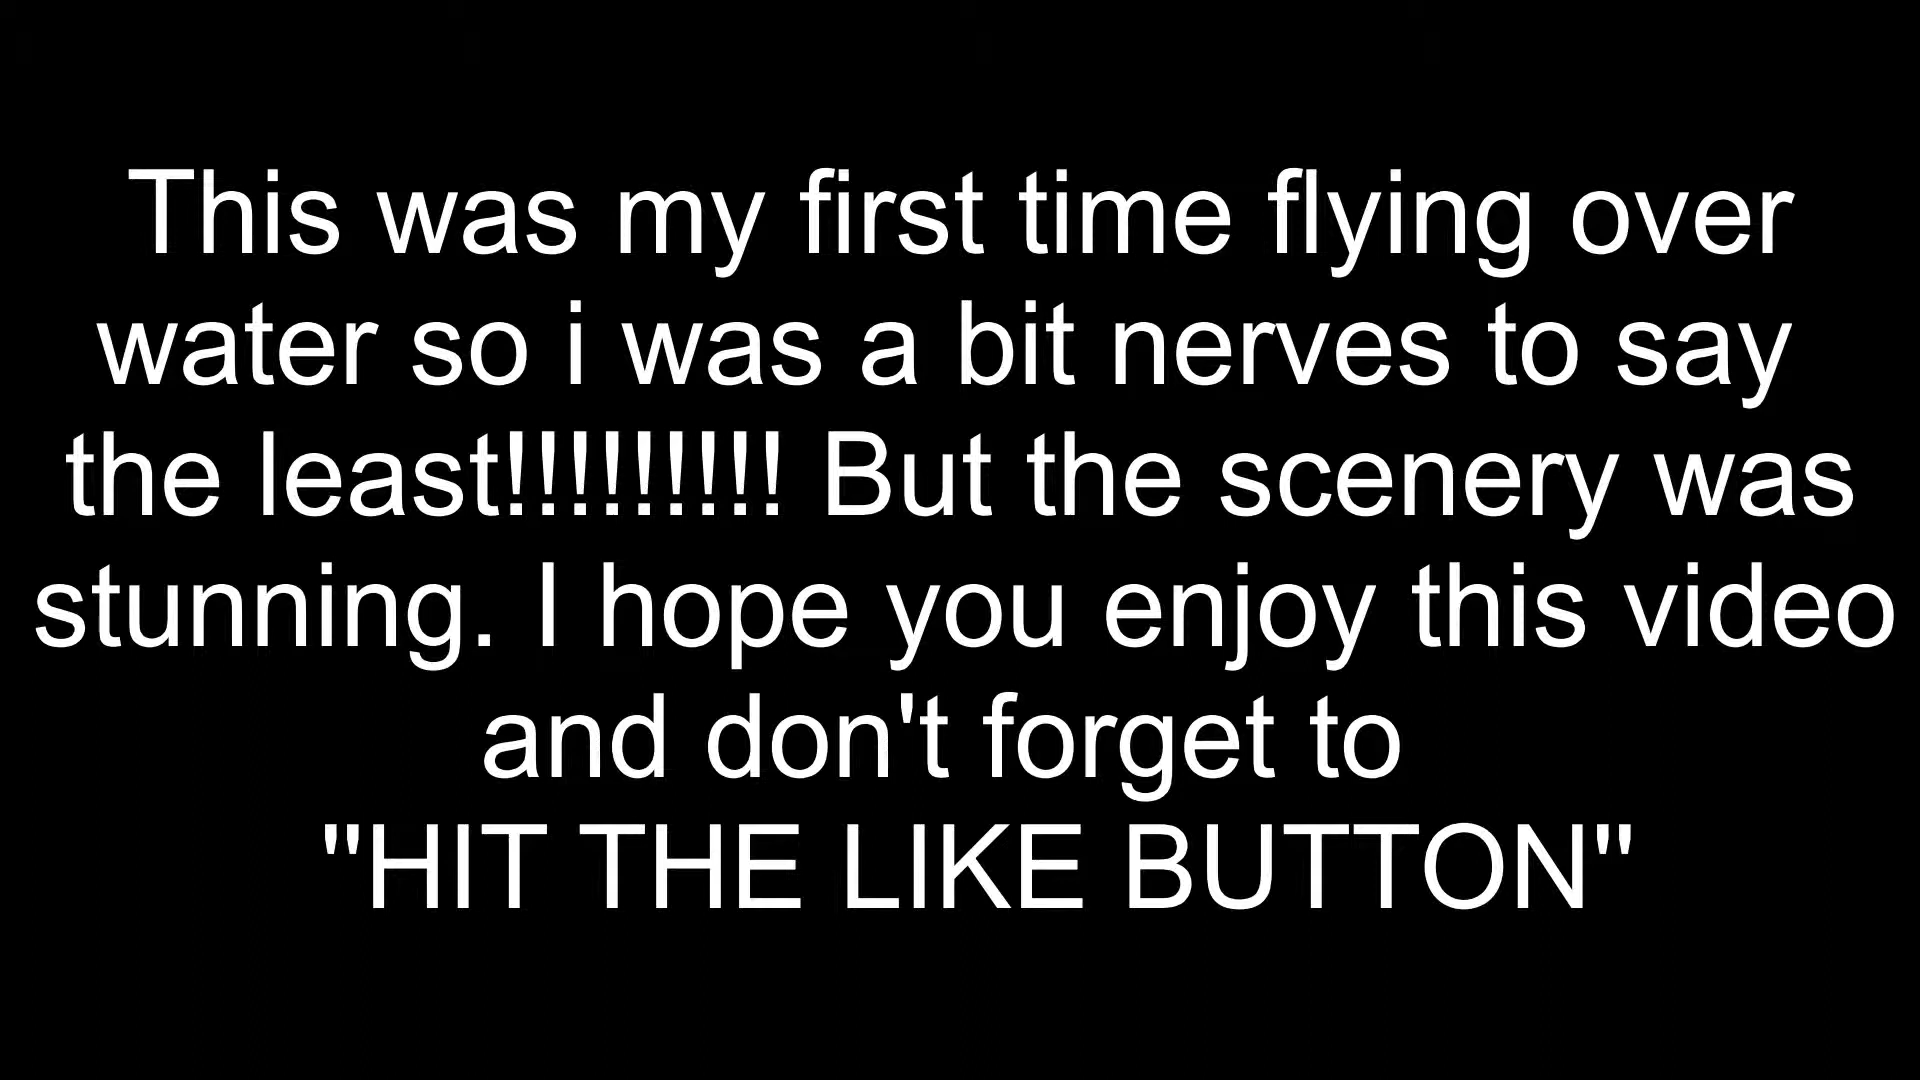 This was my first time flying over
water so i was a bit nerves to say
the least!!!!!!!!! But the scenery was
stunning. I hope you enjoy this video
and don't forget to
"HIT THE LIKE BUTTON"